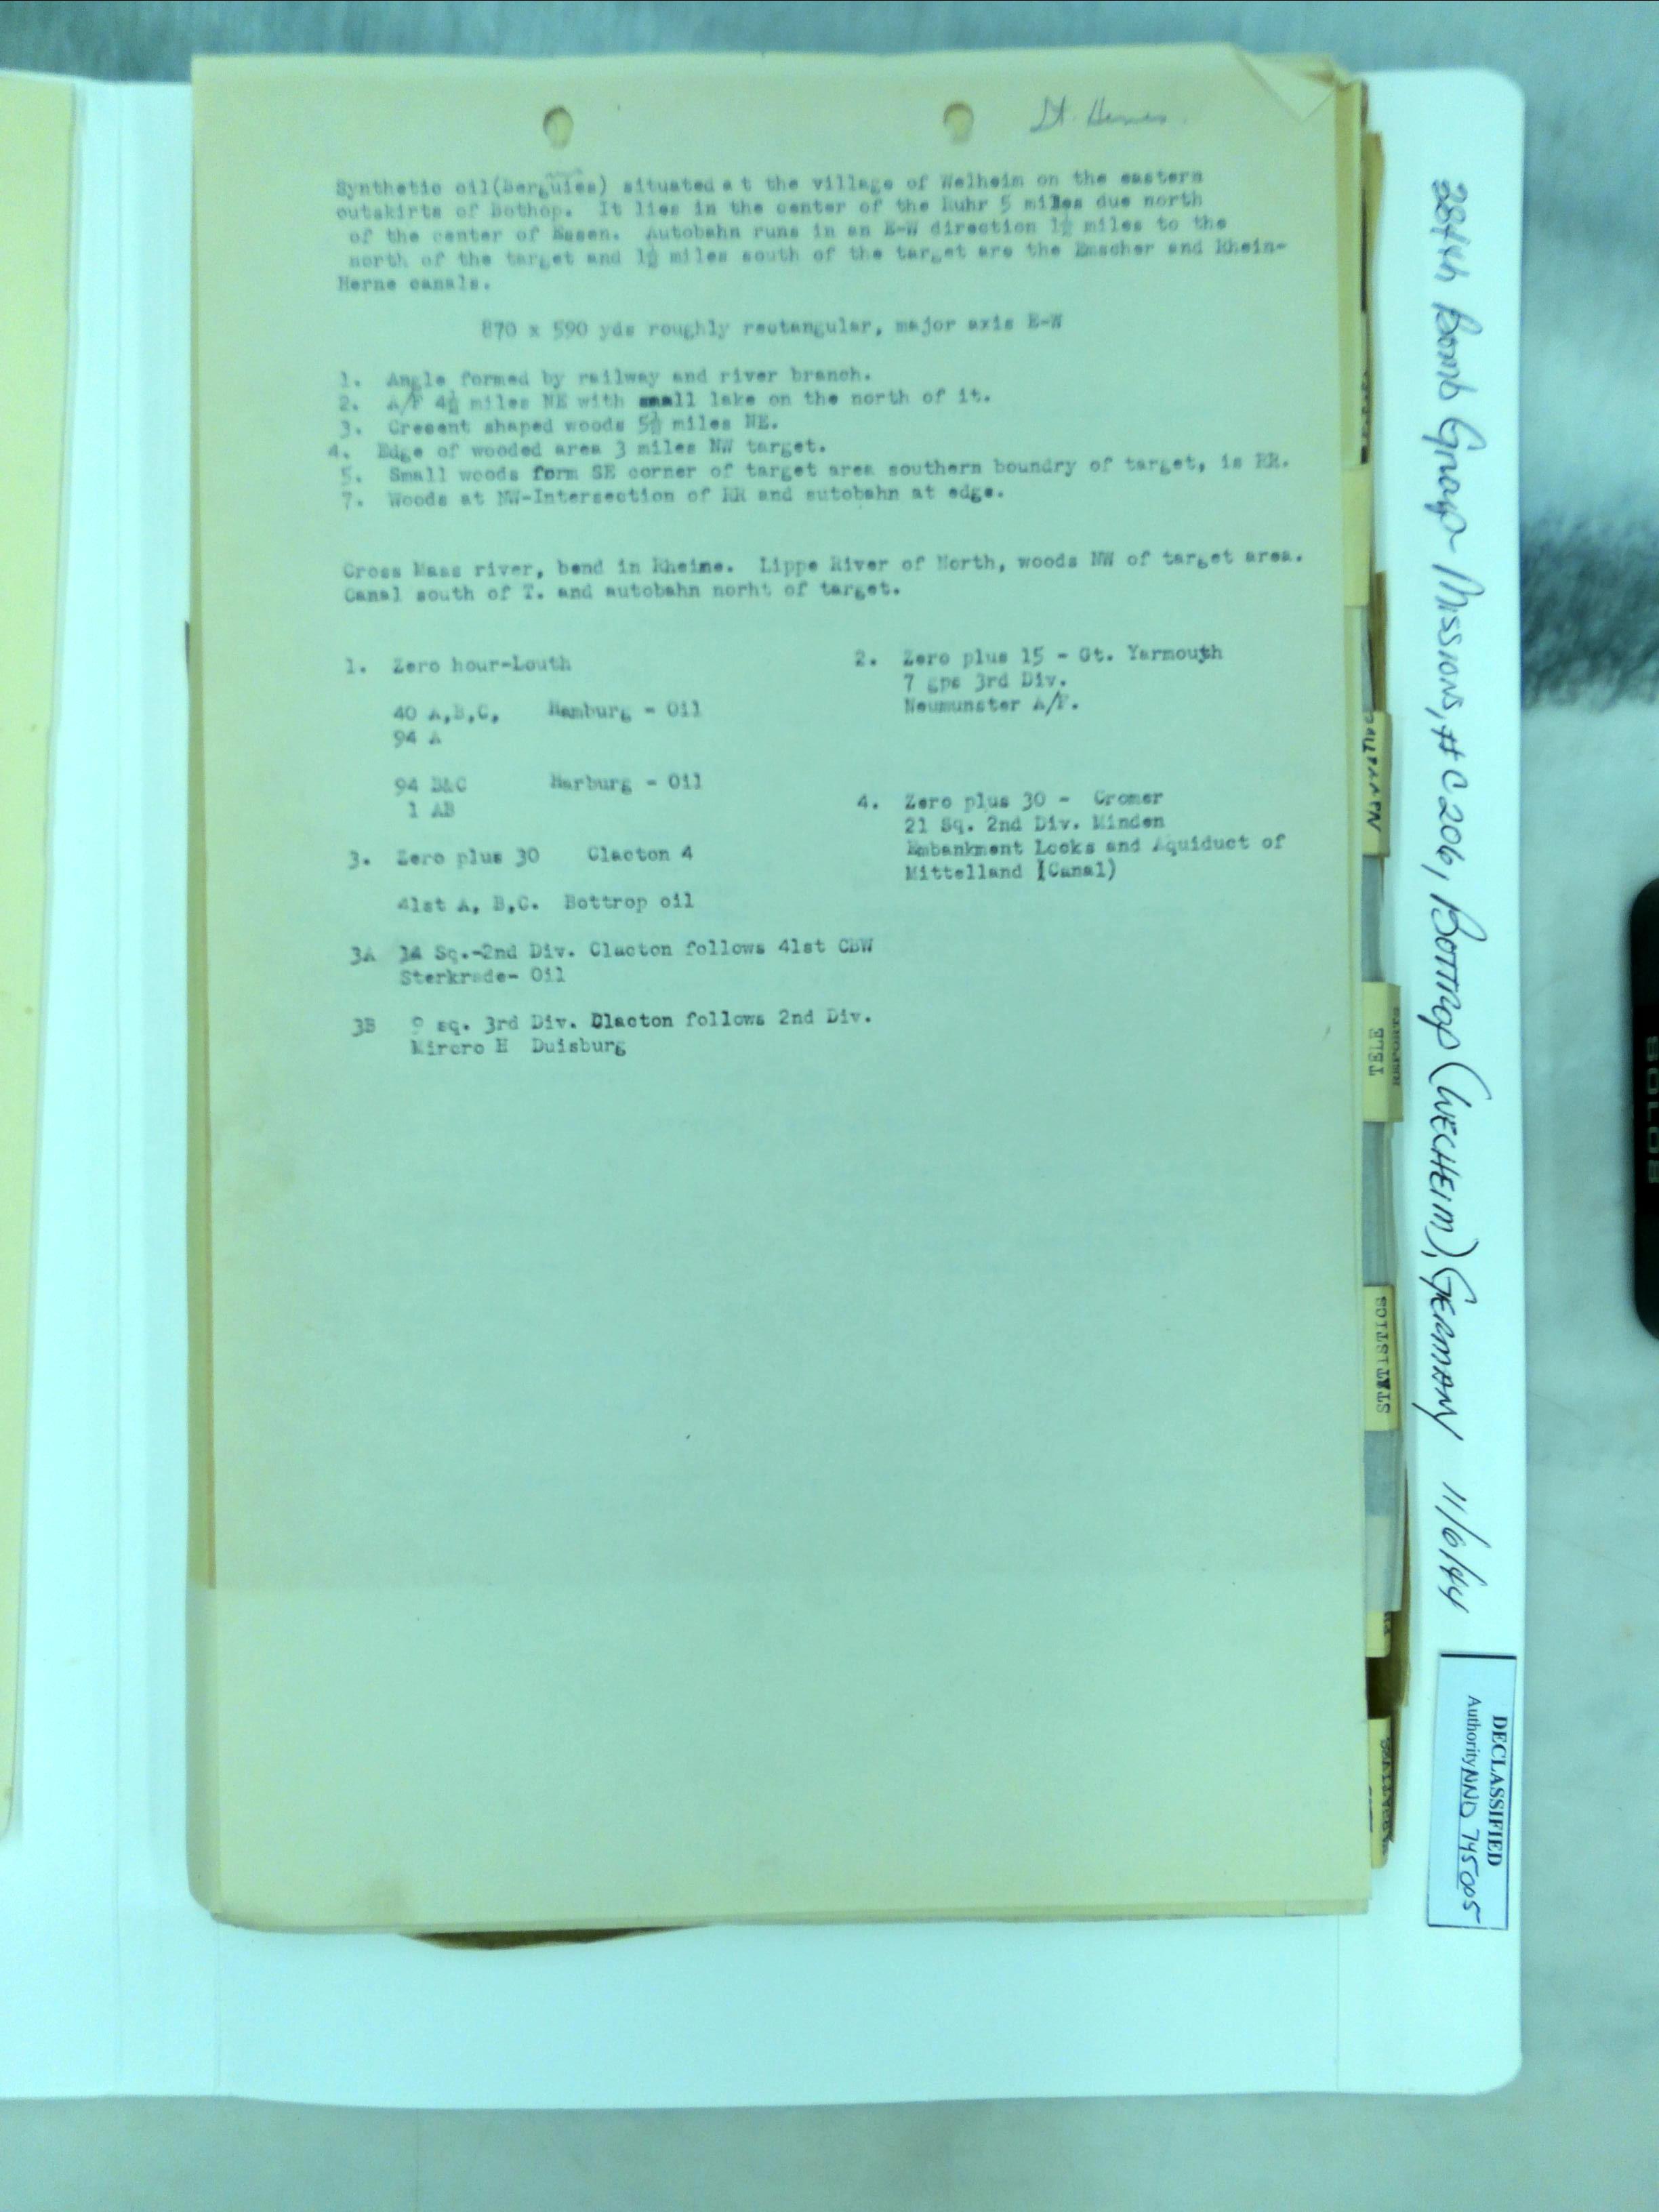 Synthetic oil(Berguies) situated a t the village of Welheim on the eastern
outskirts of Bothop. It lies in the center of the Ruhr 5 miles due north
of the center of Essen. Autobahn runs in an E-W direction 1½ miles to the
north of the target and 1½ miles south of the target are the Emscher and Rhein-
Herne canals.
870 x 590 yds roughly rectangular, major axis E-W
1. Angle formed by railway and river branch.
2. A/F 4½ miles NE with small lake on the north of it.
3. Cresent shaped woods miles NE.
4. Edge of wooded area 3 miles NW target.
5. Small woods form SE corner of target area southern boundry of target, is RR.
7. Woods at NW-Intersection of RR and autobahn at edge.
Cross Maas river, bend in Rheine. Lippe River of North, woods NW of target area.
Canal south of T. and autobahn norht of target.
1. Zero hour-Louth
40 A,B,C, Hamburg - Oil
94 A
94 B&C Harburg - Oil
1 AB
2. Zero plus 15 - Gt. Yarmouth
7 gps 3rd Div.
Neumunster A/F.
3. Zero plus 30 Clacton 4
41st A, B,C. Bottrop oil
4. Zero plus 30 - Cromer
21 Sq. 2nd Div. Minden
Embankment Locks and Aquiduct of
Mittelland (Canal)
3A 14 Sq.-2nd Div. Clacton follows 41st CBW
Sterkrade- Oil
3B 9 sq. 3rd Div. Clacton follows 2nd Div.
Mircro H Duisburg
TELE
REPORTS
STATISTICS
384th Bomb Group Missions, #C206, Bottrop (Wecheim), Germany 11/6/44
DECLASSIFIED
Authority NND 745005
SOLOS